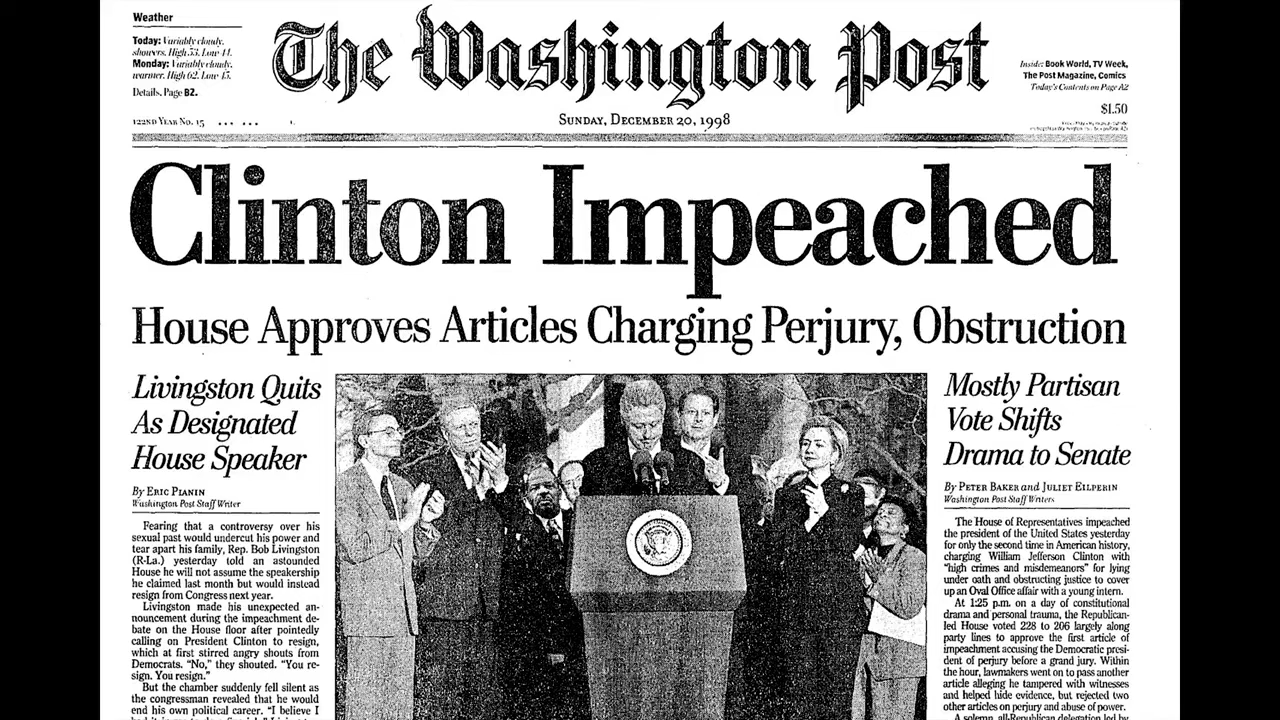 Weather
Today: Variably cloudy,
showers. High 53. Low 44.
Monday: Variably cloudy,
warmer. High 62. Low 45.
Details, Page B2.
The Washington Post
Inside: Book World, TV Week,
The Post Magazine, Comics
Today's Contents on Page A2
122ND YEAR NO. 15
SUNDAY, DECEMBER 20, 1998
$1.50
Clinton Impeached
House Approves Articles Charging Perjury, Obstruction
Livingston Quits
As Designated
House Speaker
By ERIC PIANIN
Washington Post Staff Writer
Fearing that a controversy over his
sexual past would undercut his power and
tear apart his family, Rep. Bob Livingston
(R-La.) yesterday told an astounded
House he will not assume the speakership
he claimed last month but would instead
resign from Congress next year.
Livingston made his unexpected an-
nouncement during the impeachment de-
bate on the House floor after pointedly
calling on President Clinton to resign,
which at first stirred angry shouts from
Democrats. “No,” they shouted. “You re-
sign. You resign.”
But the chamber suddenly fell silent as
the congressman revealed that he would
end his own political career. “I believe I
Mostly Partisan
Vote Shifts
Drama to Senate
By PETER BAKER and JULIET EILPERIN
Washington Post Staff Writers
The House of Representatives impeached
the president of the United States yesterday
for only the second time in American history,
charging William Jefferson Clinton with
“high crimes and misdemeanors” for lying
under oath and obstructing justice to cover
up an Oval Office affair with a young intern.
At 1:25 p.m. on a day of constitutional
drama and personal trauma, the Republican-
led House voted 228 to 206 largely along
party lines to approve the first article of
impeachment accusing the Democratic presi-
dent of perjury before a grand jury. Within
the hour, lawmakers went on to pass another
article alleging he tampered with witnesses
and helped hide evidence, but rejected two
other articles on perjury and abuse of power.
A solemn, all-Republican delegation led by